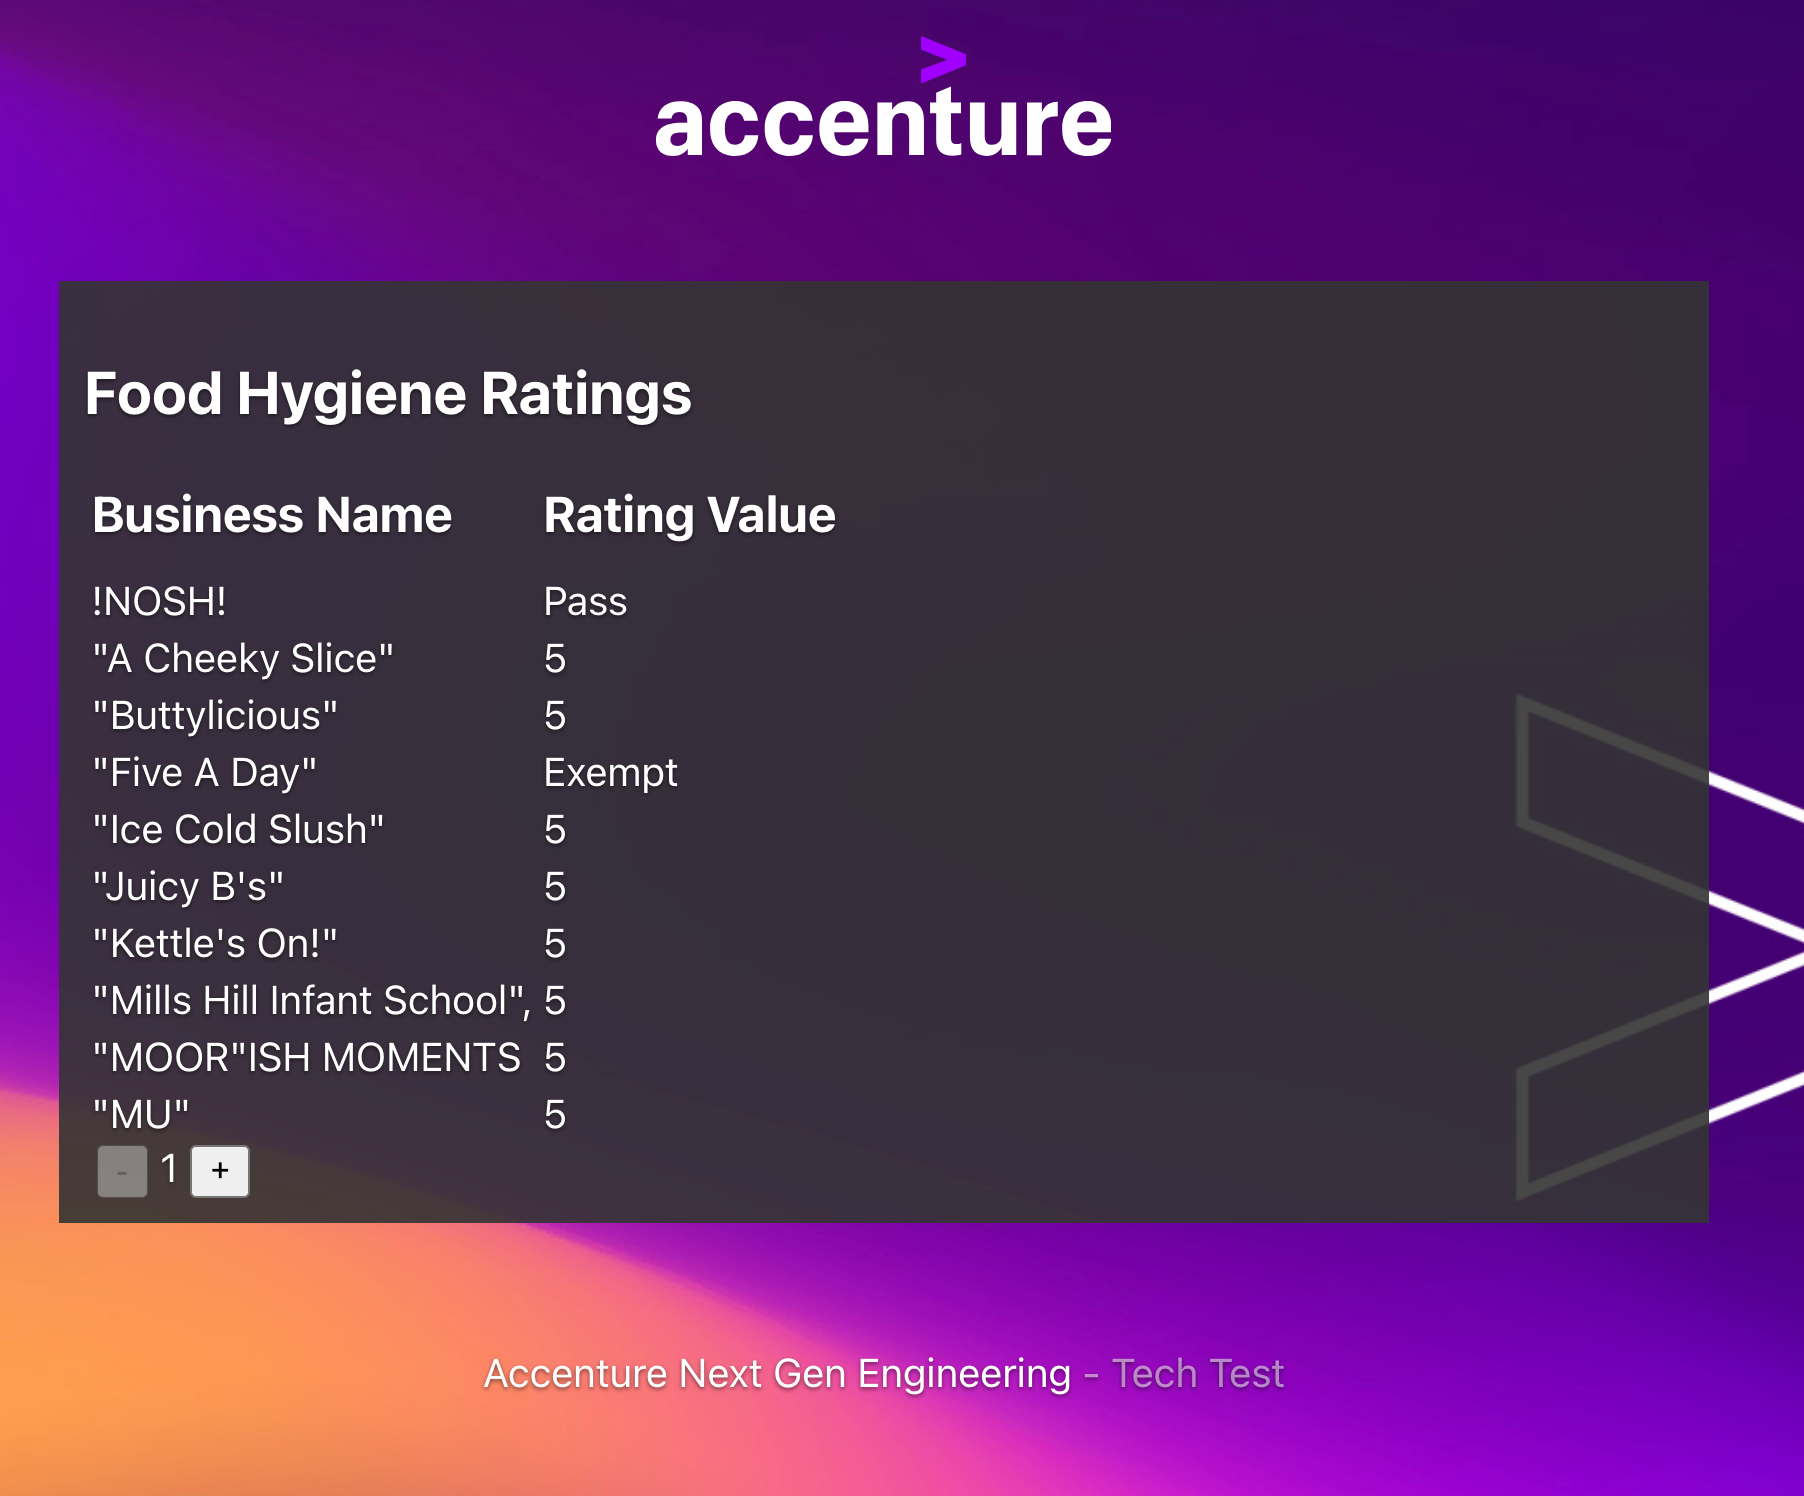 >
accenture
Food Hygiene Ratings
Business Name Rating Value
!NOSH! Pass
"A Cheeky Slice" 5
"Buttylicious" 5
"Five A Day" Exempt
"Ice Cold Slush" 5
"Juicy B's" 5
"Kettle's On!" 5
"Mills Hill Infant School", 5
"MOOR"ISH MOMENTS 5
"MU" 5
- 1 +
Accenture Next Gen Engineering - Tech Test